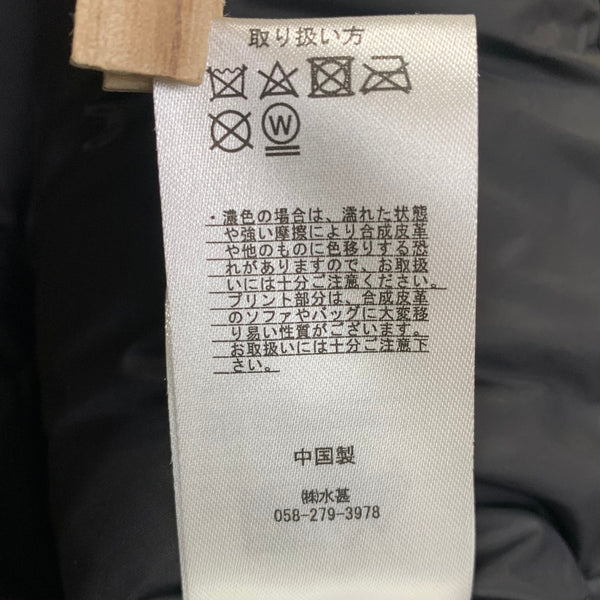 取り扱い方
W
・濃色の場合は、濡れた状態
や強い摩擦により合成皮革
や他のものに色移りする恐
れがありますので、お取扱
いには十分ご注意ください。
プリント部分は、合成皮革
のソファやバッグに大変移
り易い性質がございます。
お取扱いには十分ご注意下
さい。
中国製
㈱水甚
058-279-3978